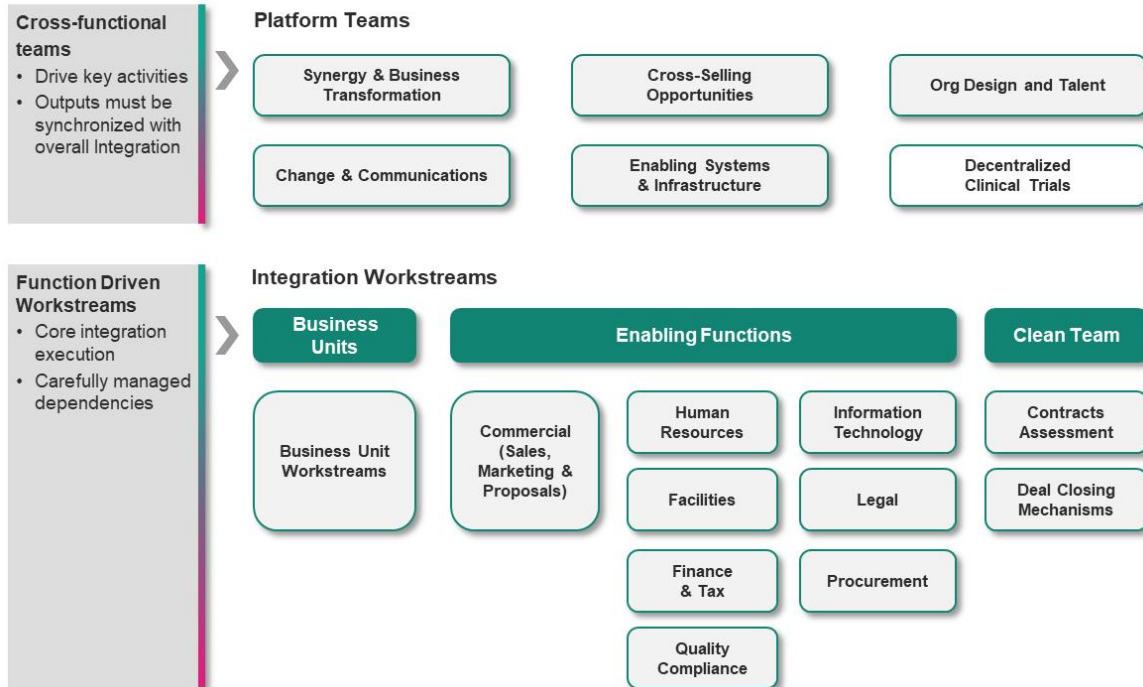 Cross-functional
teams
• Drive key activities
• Outputs must be
synchronized with
overall Integration
Platform Teams
Synergy & Business
Transformation
Cross-Selling
Opportunities
Org Design and Talent
Change & Communications
Enabling Systems
& Infrastructure
Decentralized
Clinical Trials
Function Driven
Workstreams
• Core integration
execution
• Carefully managed
dependencies
Integration Workstreams
Business
Units
Enabling Functions
Clean Team
Business Unit
Workstreams
Commercial
(Sales,
Marketing &
Proposals)
Human
Resources
Information
Technology
Contracts
Assessment
Facilities
Legal
Deal Closing
Mechanisms
Finance
& Tax
Procurement
Quality
Compliance